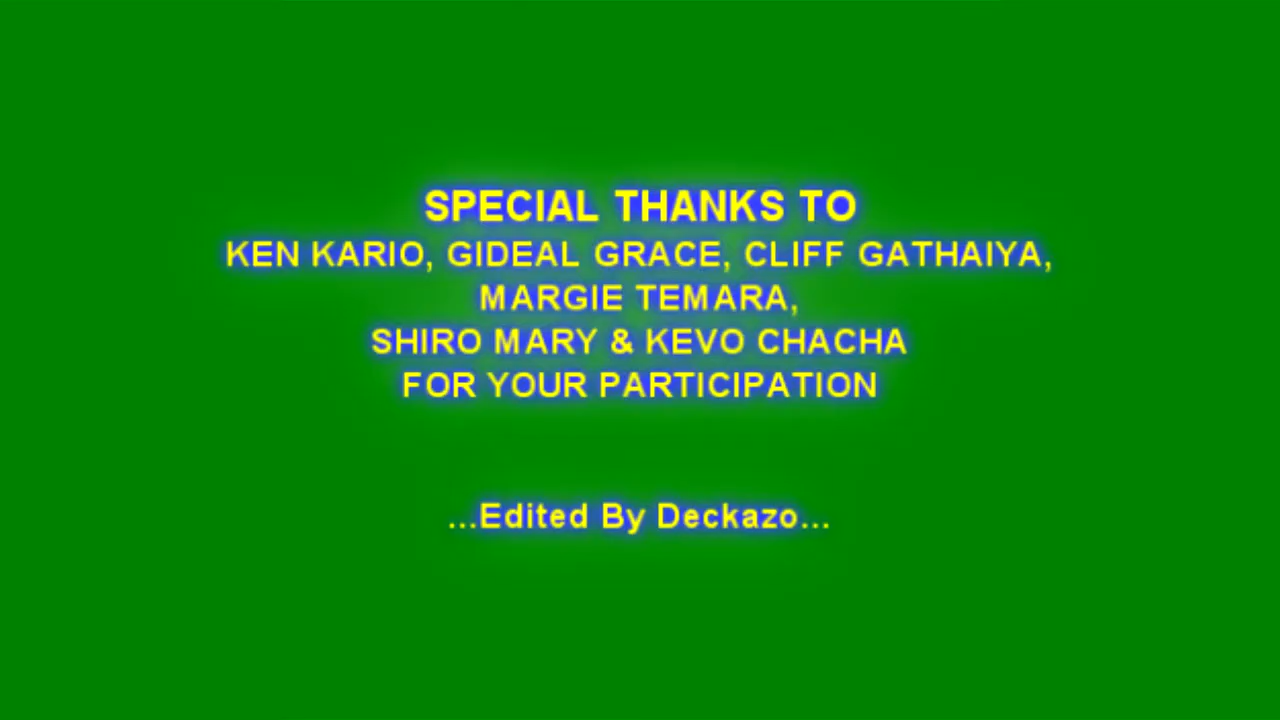 SPECIAL THANKS TO
KEN KARIO, GIDEAL GRACE, CLIFF GATHAIYA,
MARGIE TEMARA,
SHIRO MARY & KEVO CHACHA
FOR YOUR PARTICIPATION
...Edited By Deckazo...